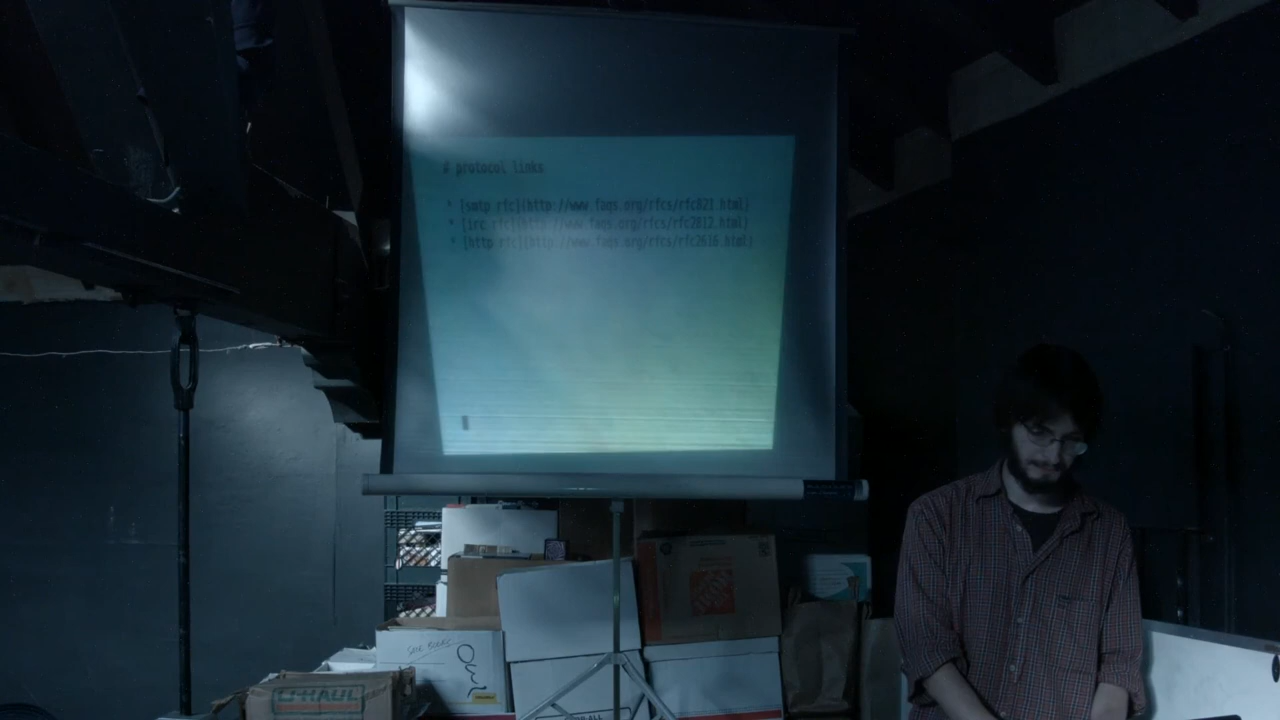 # protocol links
* [smtp rfc](http://www.faqs.org/rfcs/rfc821.html)
* [irc rfc](http://www.faqs.org/rfcs/rfc2812.html)
* [http rfc](http://www.faqs.org/rfcs/rfc2616.html)
U-HAUL